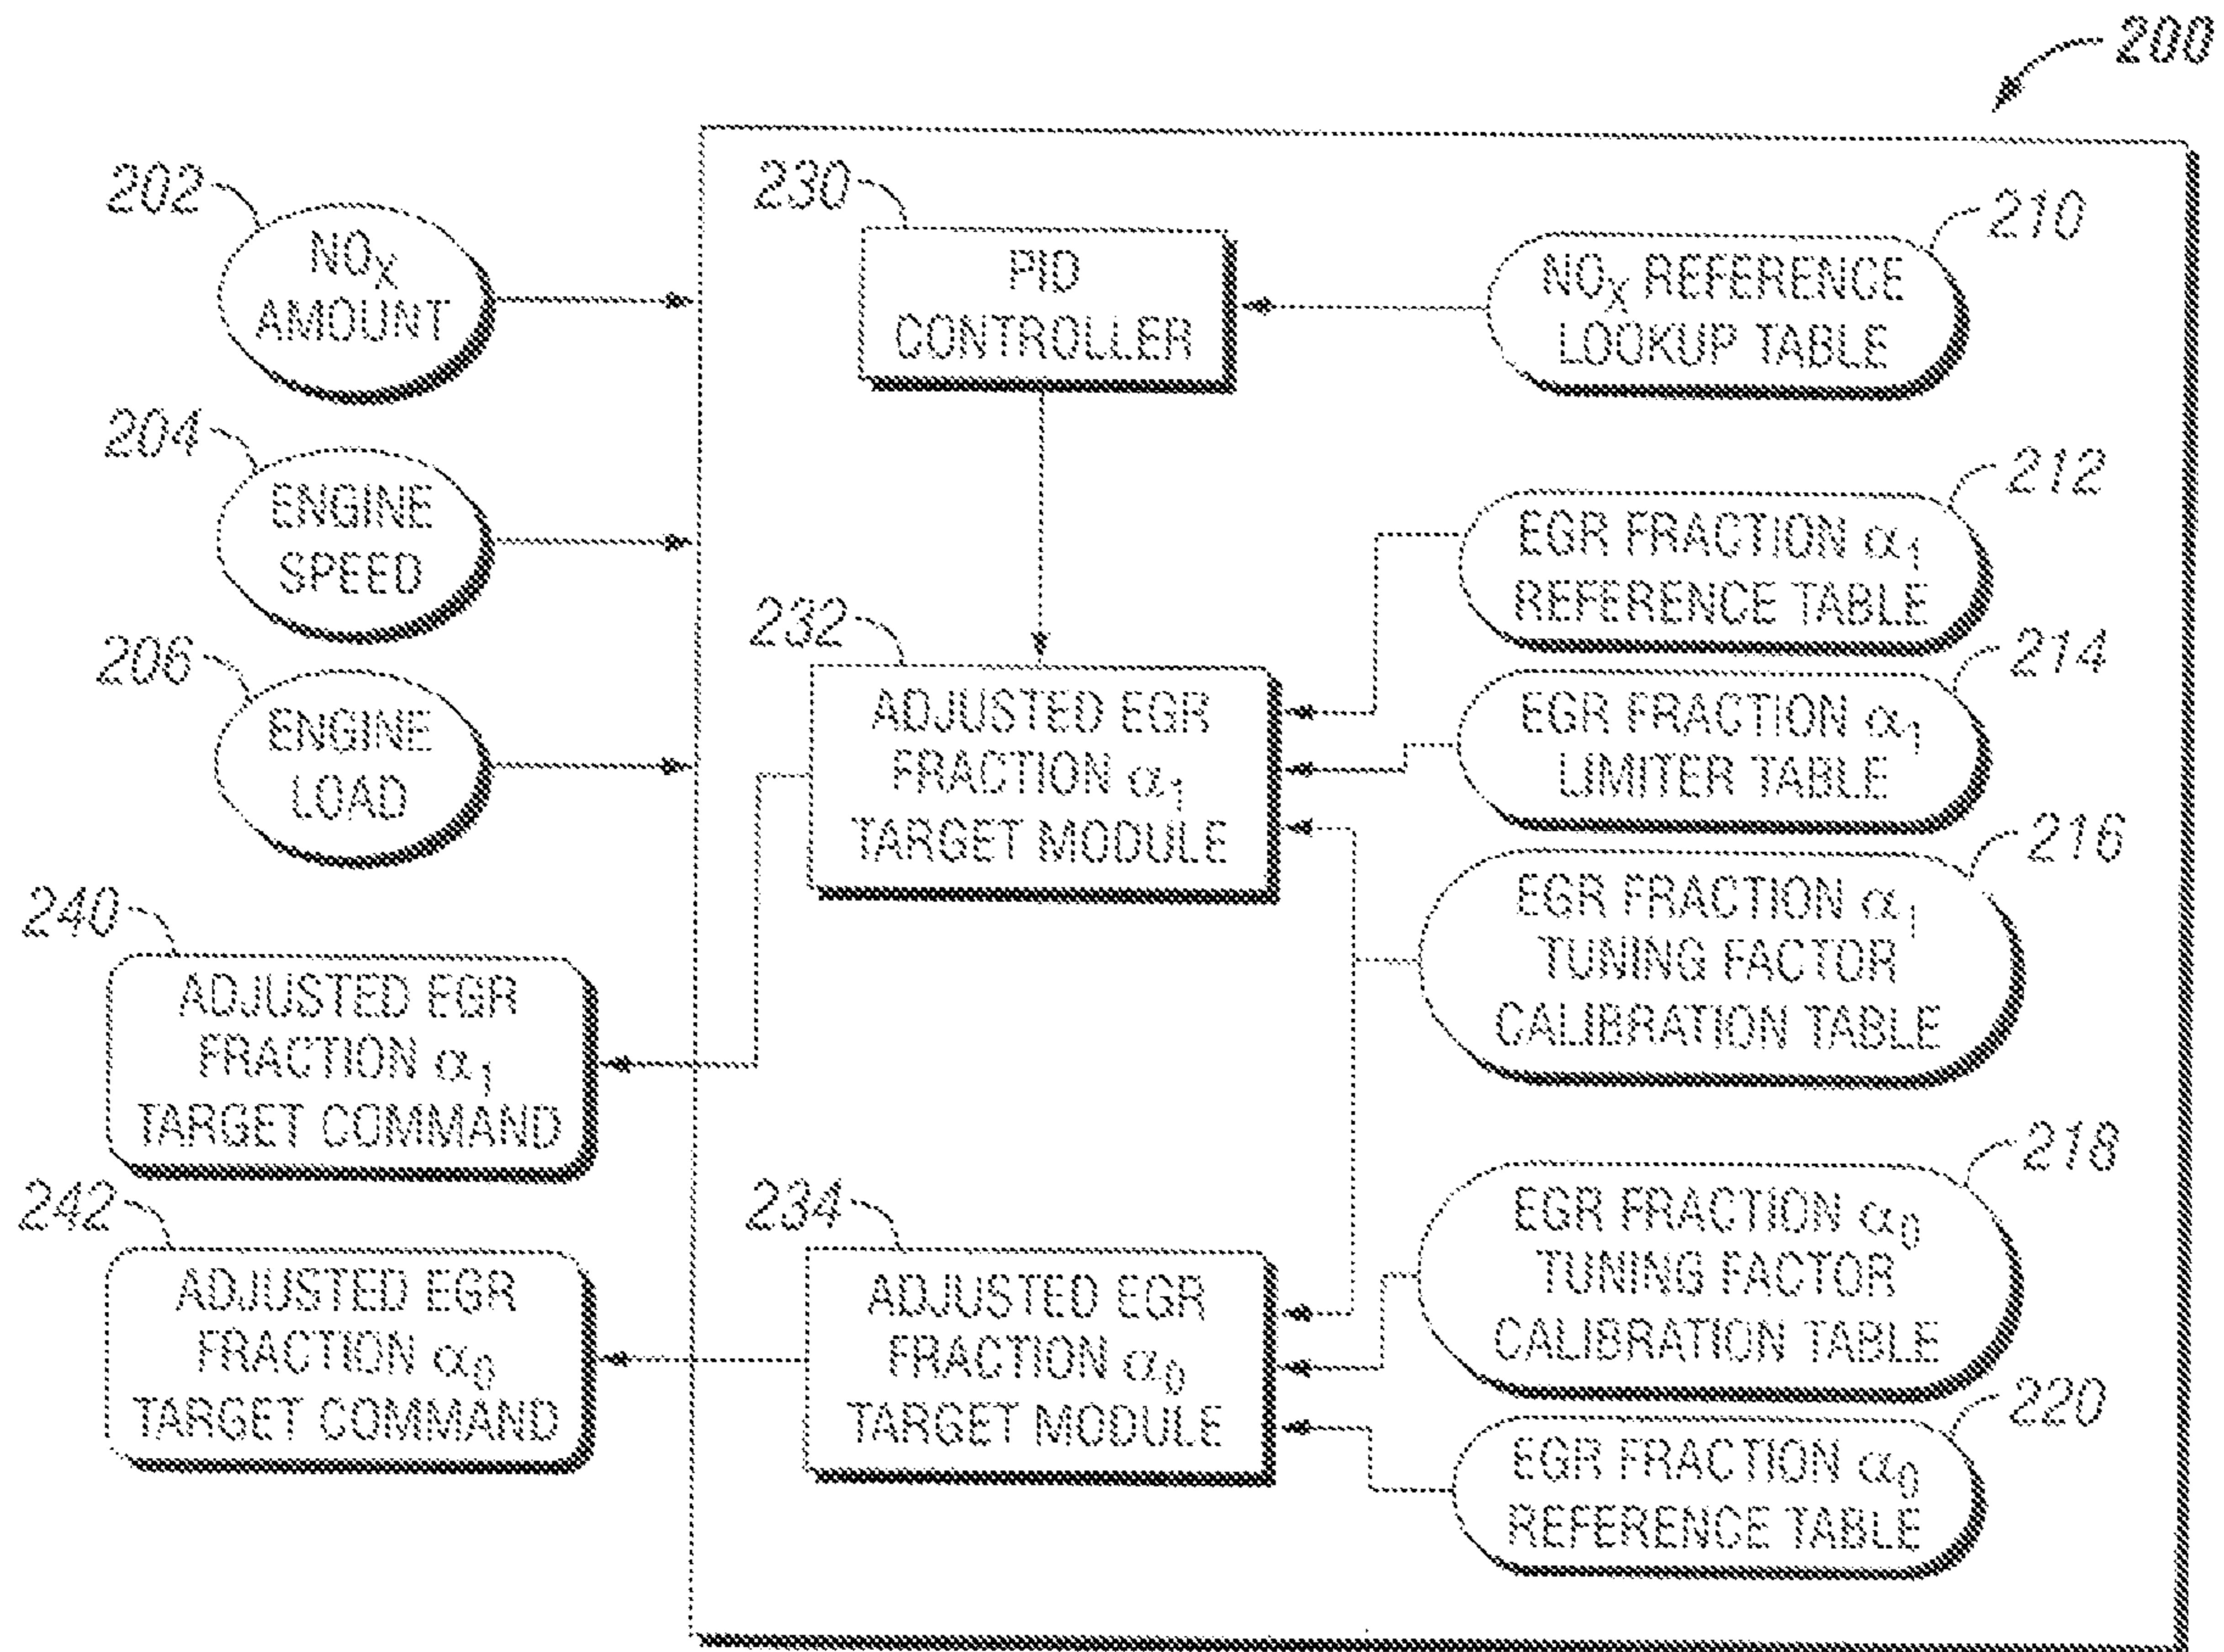 200
202
NOX
AMOUNT
204
ENGINE
SPEED
206
ENGINE
LOAD
240
ADJUSTED EGR
FRACTION α1
TARGET COMMAND
242
ADJUSTED EGR
FRACTION α0
TARGET COMMAND
230
PID
CONTROLLER
232
ADJUSTED EGR
FRACTION α1
TARGET MODULE
234
ADJUSTED EGR
FRACTION α0
TARGET MODULE
210
NOX REFERENCE
LOOKUP TABLE
212
EGR FRACTION α1
REFERENCE TABLE
214
EGR FRACTION α1
LIMITER TABLE
216
EGR FRACTION α1
TUNING FACTOR
CALIBRATION TABLE
218
EGR FRACTION α0
TUNING FACTOR
CALIBRATION TABLE
220
EGR FRACTION α0
REFERENCE TABLE